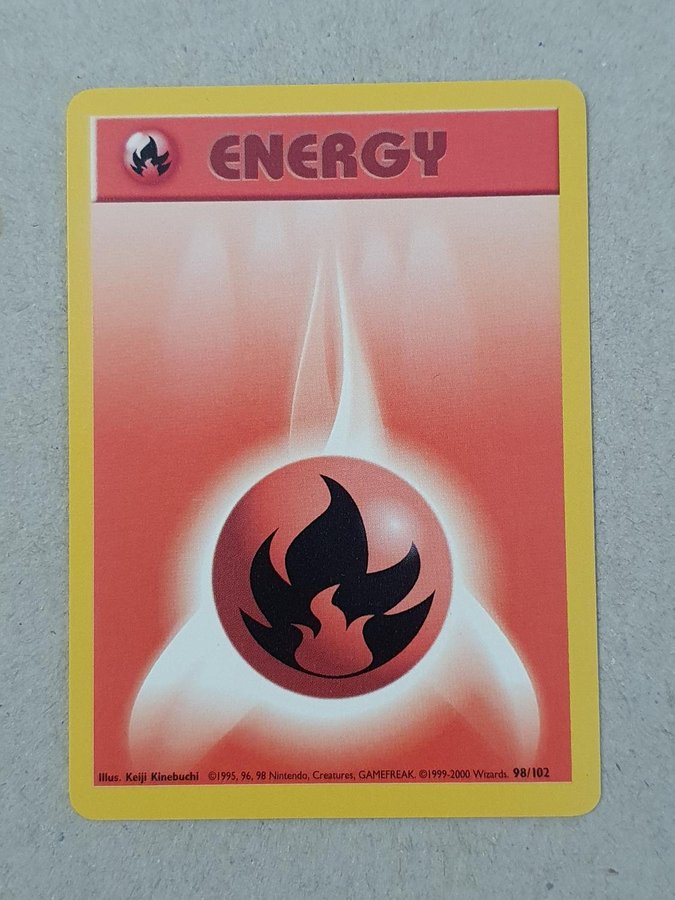 ENERGY
Illus. Keiji Kinebuchi ©1995, 96, 98 Nintendo, Creatures, GAMEFREAK. ©1999-2000 Wizards. 98/102